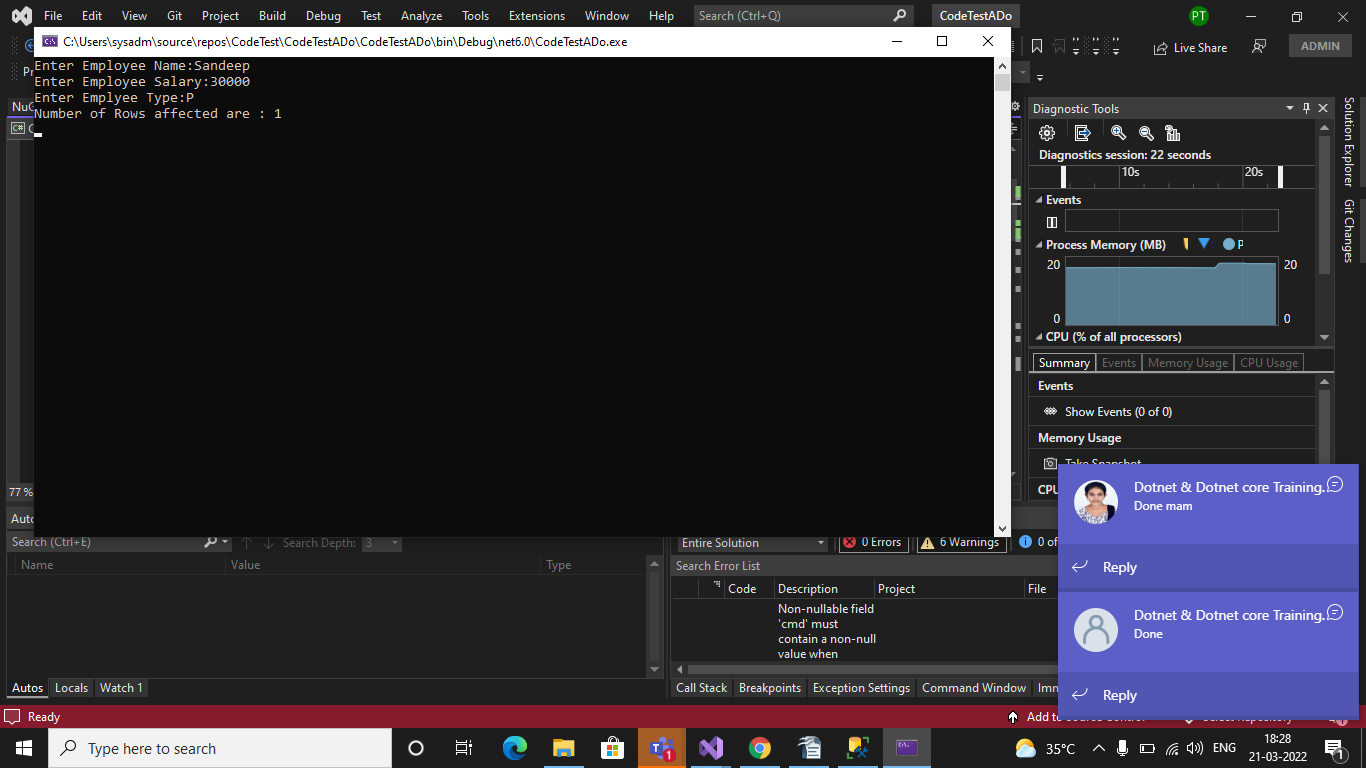 File Edit View Git Project Build Debug Test Analyze Tools Extensions Window Help Search (Ctrl+Q) CodeTestADo PT
C:\Users\sysadm\source\repos\CodeTest\CodeTestADo\CodeTestADo\bin\Debug\net6.0\CodeTestADo.exe
Live Share
ADMIN
Enter Employee Name:Sandeep
Enter Employee Salary:30000
Enter Emplyee Type:P
Number of Rows affected are : 1
Diagnostic Tools
Diagnostics session: 22 seconds
10s 20s
Events
Process Memory (MB) P
20 20
0 0
CPU (% of all processors)
Summary Events Memory Usage CPU Usage
Events
Show Events (0 of 0)
Memory Usage
Take Snapshot
Solution Explorer
Git Changes
77 %
Search (Ctrl+E) Search Depth: 3
Name Value Type
Autos Locals Watch 1
Entire Solution 0 Errors 6 Warnings 0 of
Search Error List
Code Description Project File
Non-nullable field
'cmd' must
contain a non-null
value when
Call Stack Breakpoints Exception Settings Command Window Imm
Dotnet & Dotnet core Training.
Done mam
Reply
Dotnet & Dotnet core Training.
Done
Reply
Ready
Type here to search
1
35°C ENG
18:28
21-03-2022
1